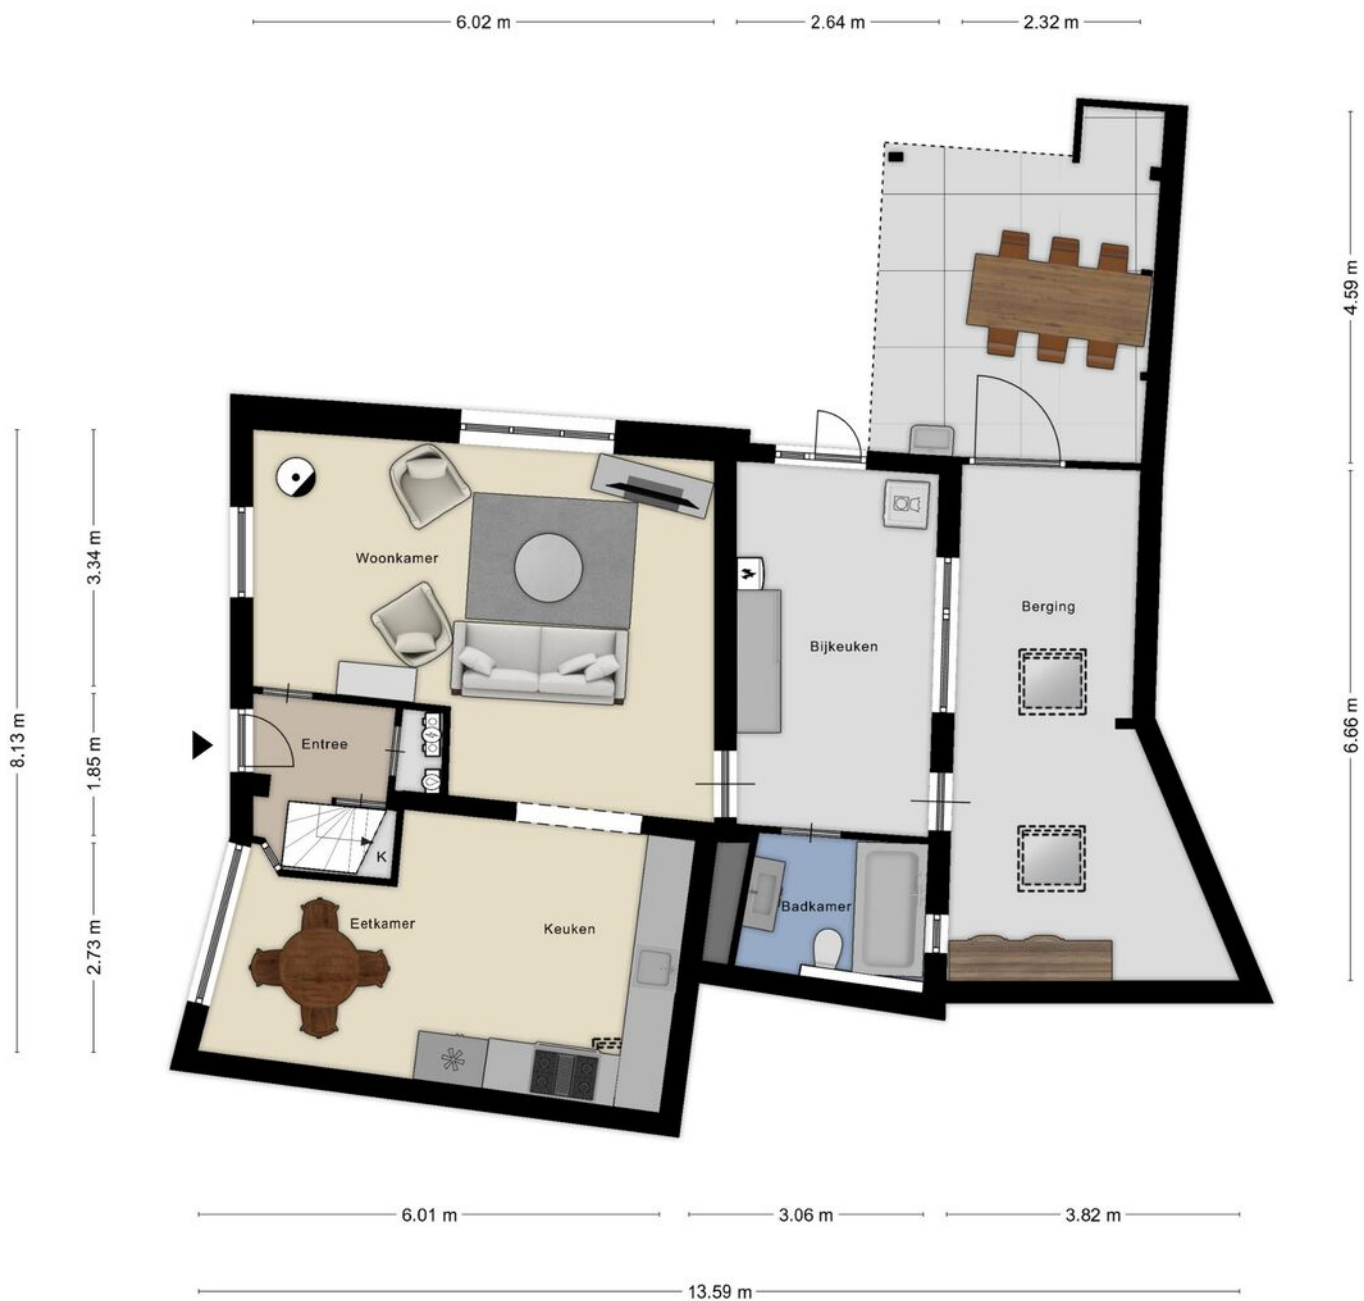 6.02 m
2.64 m
2.32 m
4.59 m
8.13 m
3.34 m
1.85 m
2.73 m
6.66 m
Woonkamer
Berging
Bijkeuken
Entree
K
Badkamer
Eetkamer
Keuken
6.01 m
3.06 m
3.82 m
13.59 m